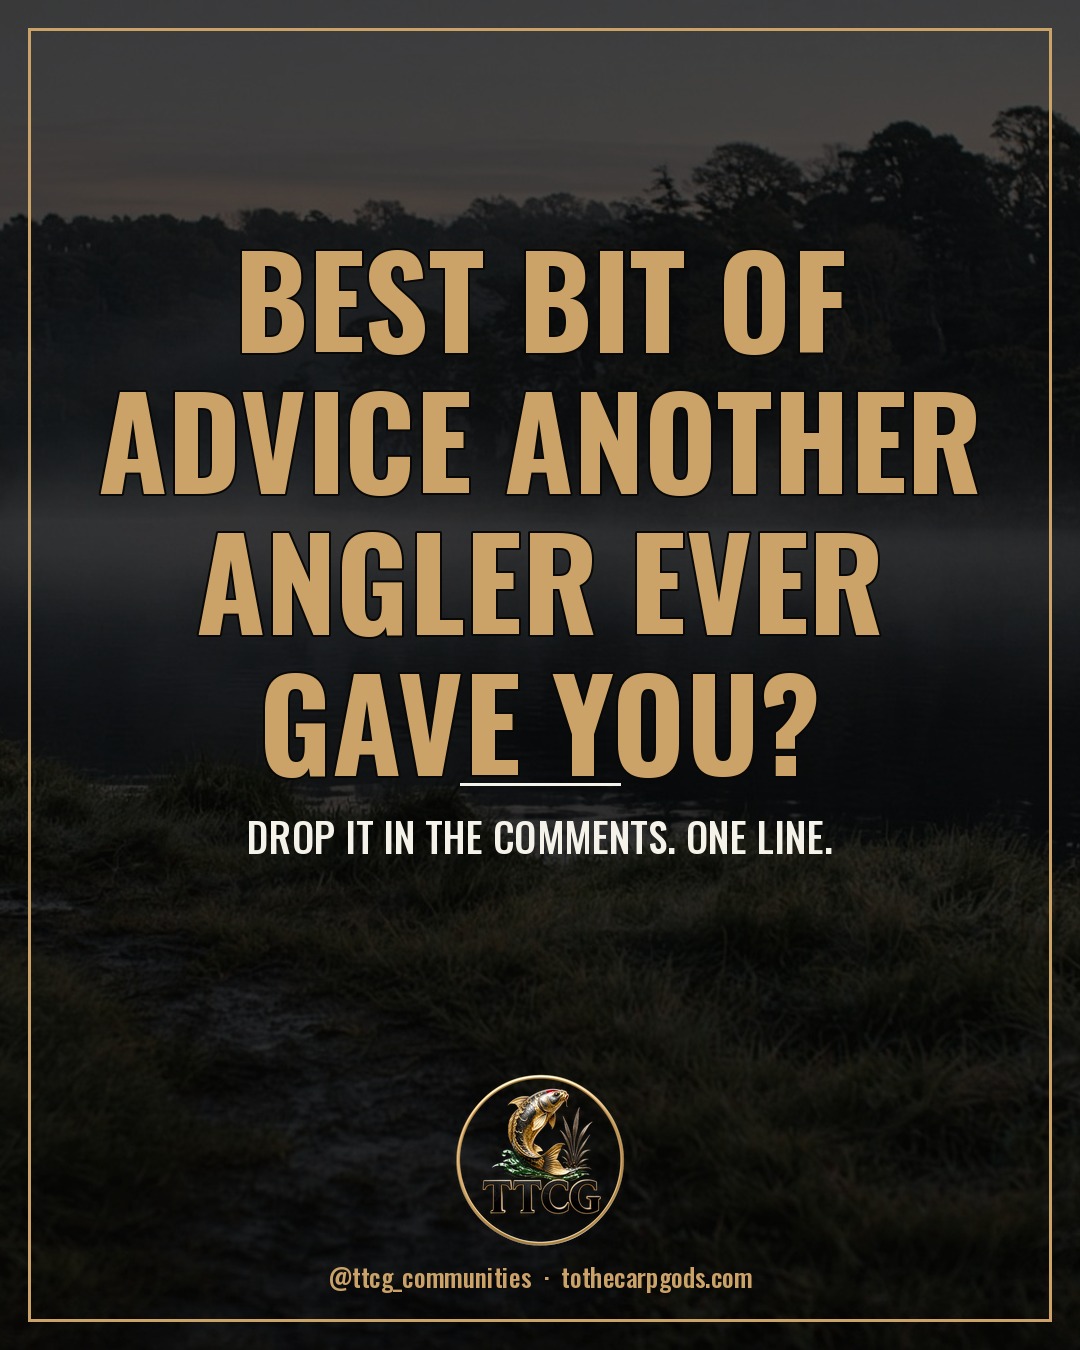 BEST BIT OF
ADVICE ANOTHER
ANGLER EVER
GAVE YOU?
DROP IT IN THE COMMENTS. ONE LINE.
TTCG
@ttcg_communities · tothecarpgods.com